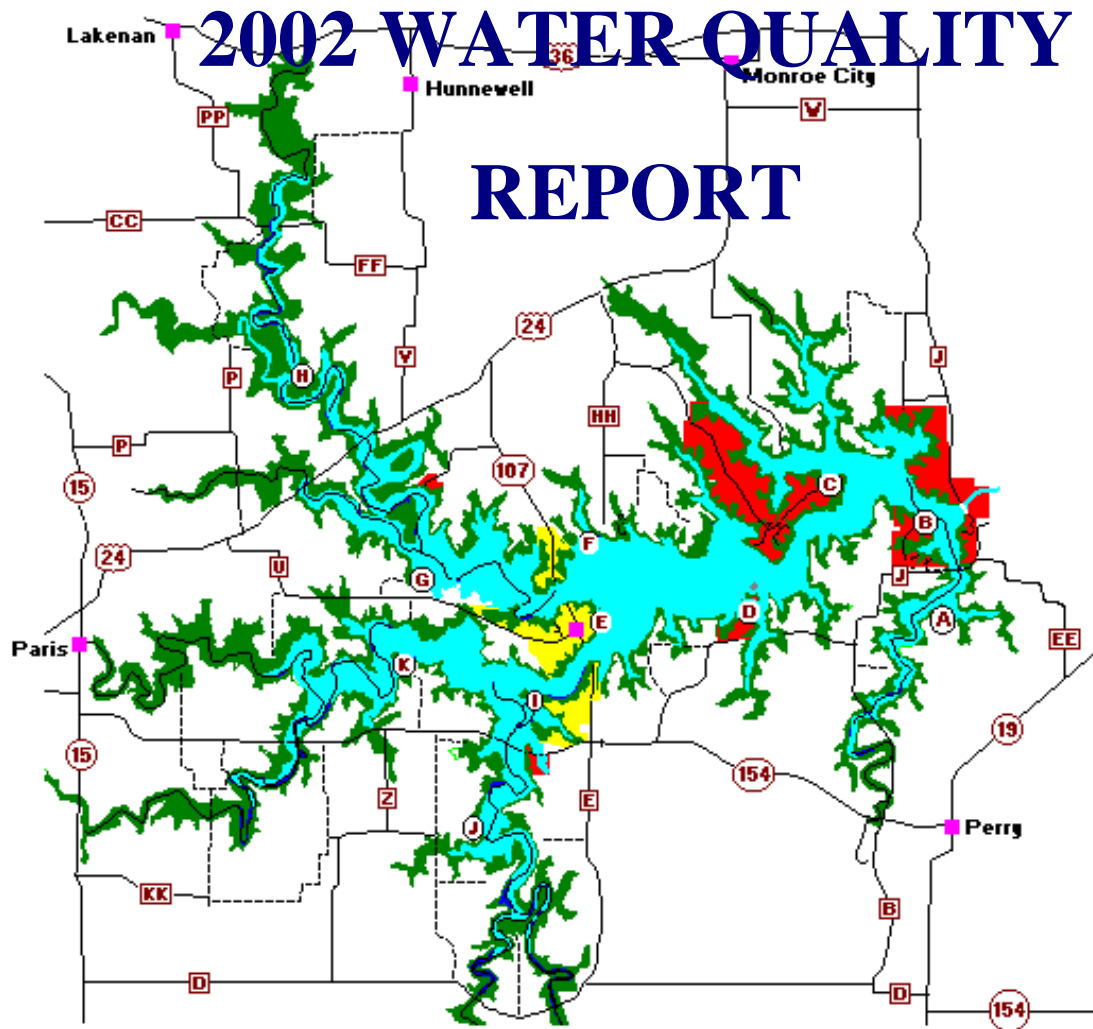 2002 WATER QUALITY
REPORT
Lakenan
36
Monroe City
Hunnewell
PP
W
CC
FF
24
V
J
P
H
HH
P
15
107
C
B
F
24
U
G
J
D
A
E
EE
Paris
K
I
15
19
154
Z
E
J
Perry
KK
B
D
D
154